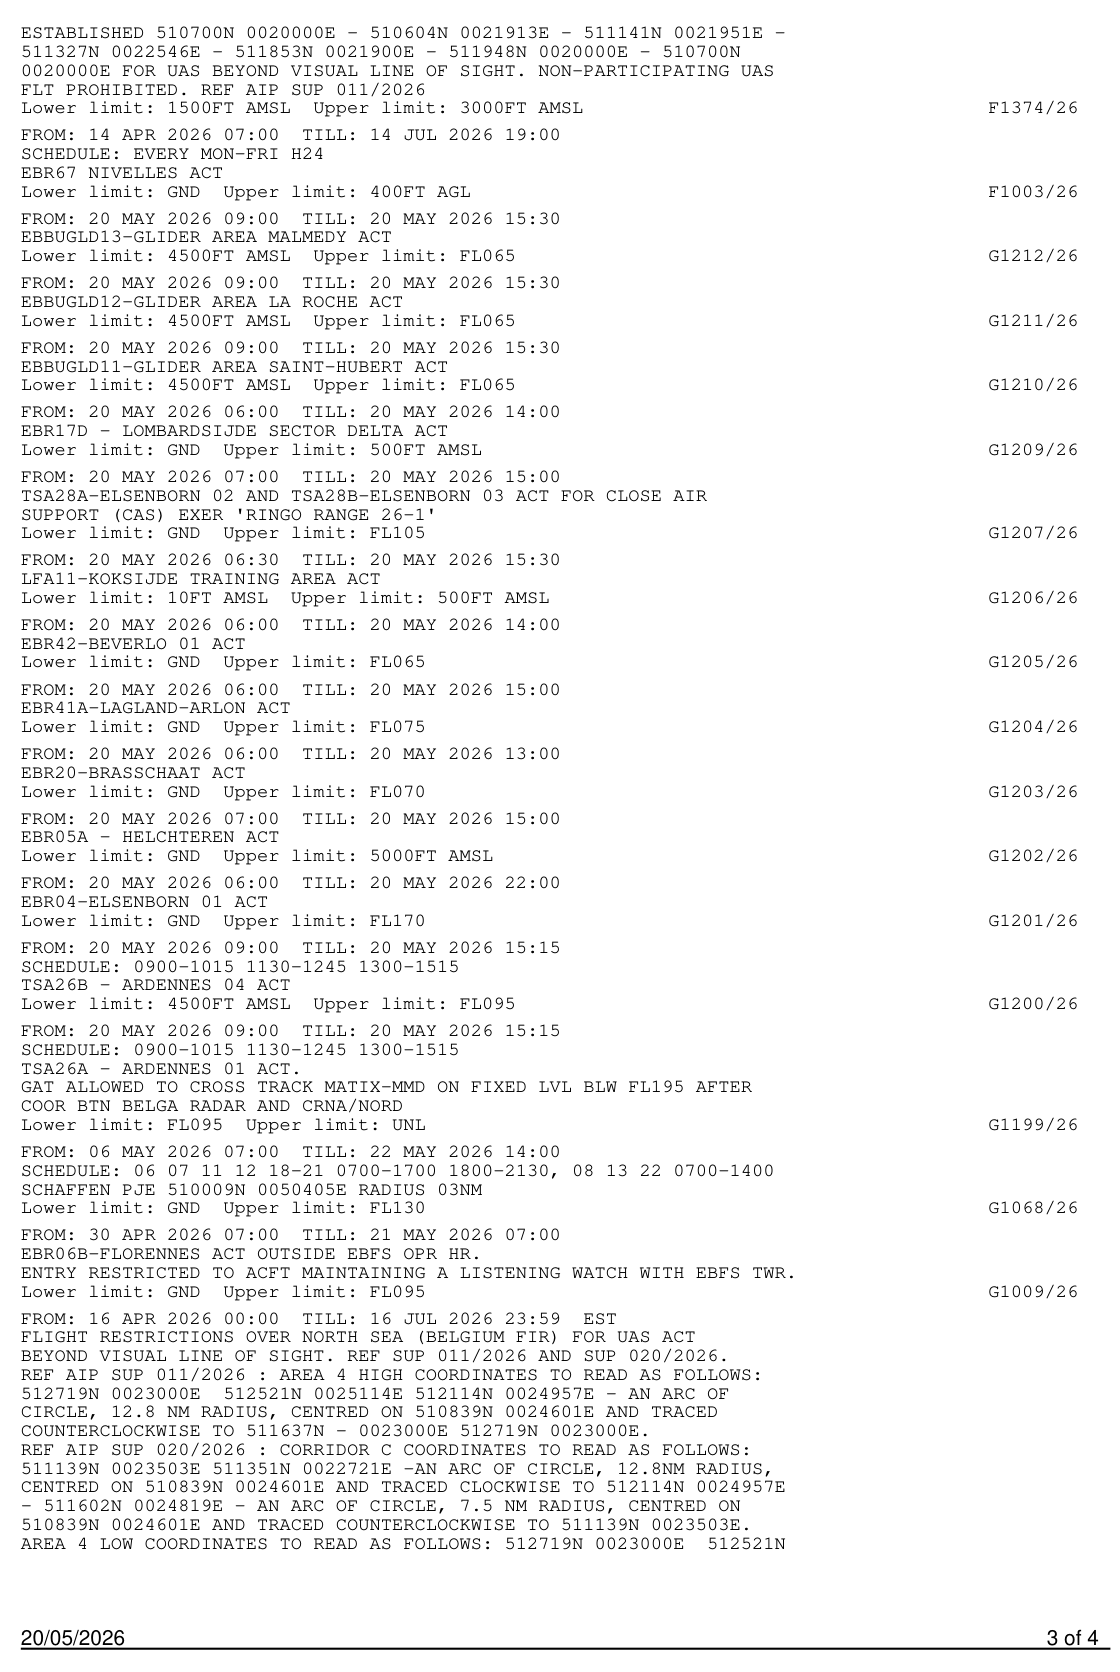 ESTABLISHED 510700N 0020000E - 510604N 0021913E - 511141N 0021951E -
511327N 0022546E - 511853N 0021900E - 511948N 0020000E - 510700N
0020000E FOR UAS BEYOND VISUAL LINE OF SIGHT. NON-PARTICIPATING UAS
FLT PROHIBITED. REF AIP SUP 011/2026
Lower limit: 1500FT AMSL  Upper limit: 3000FT AMSL F1374/26
FROM: 14 APR 2026 07:00  TILL: 14 JUL 2026 19:00
SCHEDULE: EVERY MON-FRI H24
EBR67 NIVELLES ACT
Lower limit: GND  Upper limit: 400FT AGL F1003/26
FROM: 20 MAY 2026 09:00  TILL: 20 MAY 2026 15:30
EBBUGLD13-GLIDER AREA MALMEDY ACT
Lower limit: 4500FT AMSL  Upper limit: FL065 G1212/26
FROM: 20 MAY 2026 09:00  TILL: 20 MAY 2026 15:30
EBBUGLD12-GLIDER AREA LA ROCHE ACT
Lower limit: 4500FT AMSL  Upper limit: FL065 G1211/26
FROM: 20 MAY 2026 09:00  TILL: 20 MAY 2026 15:30
EBBUGLD11-GLIDER AREA SAINT-HUBERT ACT
Lower limit: 4500FT AMSL  Upper limit: FL065 G1210/26
FROM: 20 MAY 2026 06:00  TILL: 20 MAY 2026 14:00
EBR17D - LOMBARDSIJDE SECTOR DELTA ACT
Lower limit: GND  Upper limit: 500FT AMSL G1209/26
FROM: 20 MAY 2026 07:00  TILL: 20 MAY 2026 15:00
TSA28A-ELSENBORN 02 AND TSA28B-ELSENBORN 03 ACT FOR CLOSE AIR
SUPPORT (CAS) EXER 'RINGO RANGE 26-1'
Lower limit: GND  Upper limit: FL105 G1207/26
FROM: 20 MAY 2026 06:30  TILL: 20 MAY 2026 15:30
LFA11-KOKSIJDE TRAINING AREA ACT
Lower limit: 10FT AMSL  Upper limit: 500FT AMSL G1206/26
FROM: 20 MAY 2026 06:00  TILL: 20 MAY 2026 14:00
EBR42-BEVERLO 01 ACT
Lower limit: GND  Upper limit: FL065 G1205/26
FROM: 20 MAY 2026 06:00  TILL: 20 MAY 2026 15:00
EBR41A-LAGLAND-ARLON ACT
Lower limit: GND  Upper limit: FL075 G1204/26
FROM: 20 MAY 2026 06:00  TILL: 20 MAY 2026 13:00
EBR20-BRASSCHAAT ACT
Lower limit: GND  Upper limit: FL070 G1203/26
FROM: 20 MAY 2026 07:00  TILL: 20 MAY 2026 15:00
EBR05A - HELCHTEREN ACT
Lower limit: GND  Upper limit: 5000FT AMSL G1202/26
FROM: 20 MAY 2026 06:00  TILL: 20 MAY 2026 22:00
EBR04-ELSENBORN 01 ACT
Lower limit: GND  Upper limit: FL170 G1201/26
FROM: 20 MAY 2026 09:00  TILL: 20 MAY 2026 15:15
SCHEDULE: 0900-1015 1130-1245 1300-1515
TSA26B - ARDENNES 04 ACT
Lower limit: 4500FT AMSL  Upper limit: FL095 G1200/26
FROM: 20 MAY 2026 09:00  TILL: 20 MAY 2026 15:15
SCHEDULE: 0900-1015 1130-1245 1300-1515
TSA26A - ARDENNES 01 ACT.
GAT ALLOWED TO CROSS TRACK MATIX-MMD ON FIXED LVL BLW FL195 AFTER
COOR BTN BELGA RADAR AND CRNA/NORD
Lower limit: FL095  Upper limit: UNL G1199/26
FROM: 06 MAY 2026 07:00  TILL: 22 MAY 2026 14:00
SCHEDULE: 06 07 11 12 18-21 0700-1700 1800-2130, 08 13 22 0700-1400
SCHAFFEN PJE 510009N 0050405E RADIUS 03NM
Lower limit: GND  Upper limit: FL130 G1068/26
FROM: 30 APR 2026 07:00  TILL: 21 MAY 2026 07:00
EBR06B-FLORENNES ACT OUTSIDE EBFS OPR HR.
ENTRY RESTRICTED TO ACFT MAINTAINING A LISTENING WATCH WITH EBFS TWR.
Lower limit: GND  Upper limit: FL095 G1009/26
FROM: 16 APR 2026 00:00  TILL: 16 JUL 2026 23:59  EST
FLIGHT RESTRICTIONS OVER NORTH SEA (BELGIUM FIR) FOR UAS ACT
BEYOND VISUAL LINE OF SIGHT. REF SUP 011/2026 AND SUP 020/2026.
REF AIP SUP 011/2026 : AREA 4 HIGH COORDINATES TO READ AS FOLLOWS:
512719N 0023000E  512521N 0025114E 512114N 0024957E - AN ARC OF
CIRCLE, 12.8 NM RADIUS, CENTRED ON 510839N 0024601E AND TRACED
COUNTERCLOCKWISE TO 511637N - 0023000E 512719N 0023000E.
REF AIP SUP 020/2026 : CORRIDOR C COORDINATES TO READ AS FOLLOWS:
511139N 0023503E 511351N 0022721E -AN ARC OF CIRCLE, 12.8NM RADIUS,
CENTRED ON 510839N 0024601E AND TRACED CLOCKWISE TO 512114N 0024957E
- 511602N 0024819E - AN ARC OF CIRCLE, 7.5 NM RADIUS, CENTRED ON
510839N 0024601E AND TRACED COUNTERCLOCKWISE TO 511139N 0023503E.
AREA 4 LOW COORDINATES TO READ AS FOLLOWS: 512719N 0023000E  512521N
20/05/2026 3 of 4